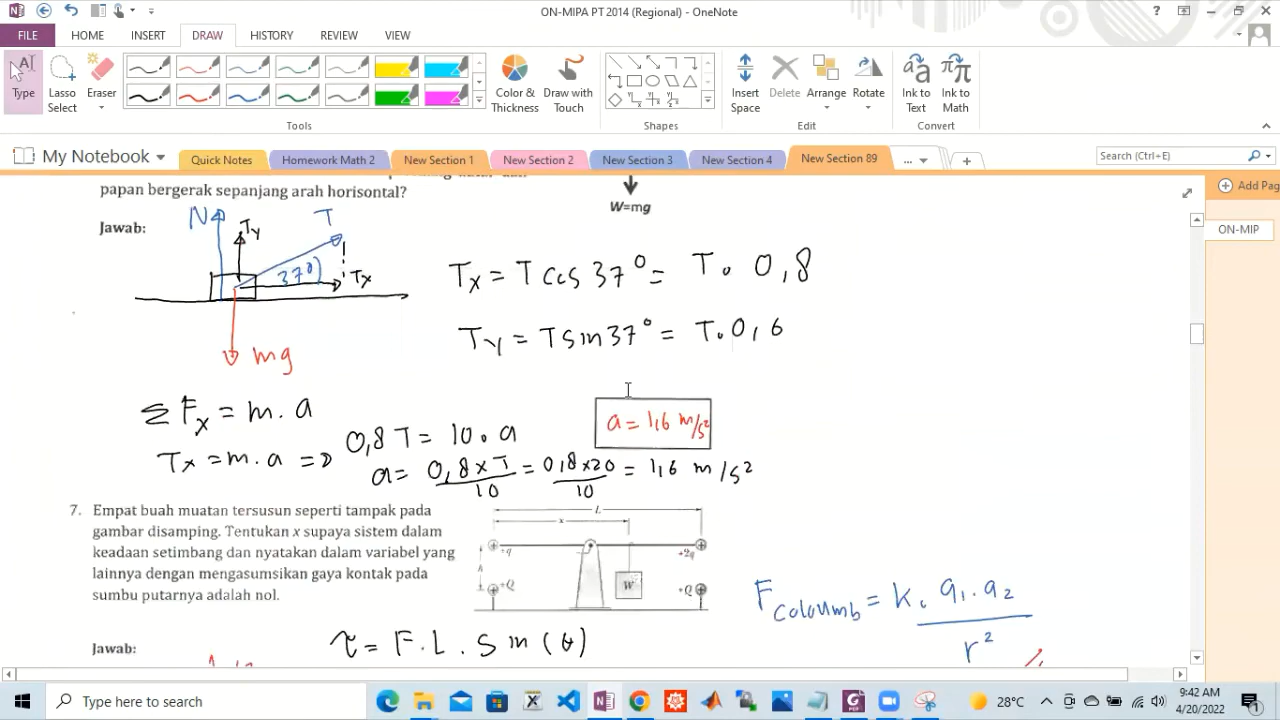 ON-MIPA PT 2014 (Regional) - OneNote
FILE HOME INSERT DRAW HISTORY REVIEW VIEW
Type
Lasso Select
Eraser
Color & Thickness
Draw with Touch
Insert Space
Delete
Arrange
Rotate
Ink to Text
Ink to Math
Tools Shapes Edit Convert
My Notebook Quick Notes Homework Math 2 New Section 1 New Section 2 New Section 3 New Section 4 New Section 89 ... Search (Ctrl+E)
Add Pag
ON-MIP
papan bergerak sepanjang arah horisontal?
W=mg
Jawab:
N Ty T
37° Tx
mg
Tx = T cos 37° = T. 0,8
Ty = T sin 37° = T. 0,6
Σ Fx = m. a
a = 1,6 m/s²
Tx = m. a =>
0,8 T = 10. a
a = 0,8 x T / 10 = 0,8 x 20 / 10 = 1,6 m/s²
7. Empat buah muatan tersusun seperti tampak pada
gambar disamping. Tentukan x supaya sistem dalam
keadaan setimbang dan nyatakan dalam variabel yang
lainnya dengan mengasumsikan gaya kontak pada
sumbu putarnya adalah nol.
L
x
+q +2q
h
+Q W +Q
F Coloumb = k. q1. q2 / r²
Jawab:
τ = F. L. Sin (θ)
Type here to search
28°C
9:42 AM
4/20/2022